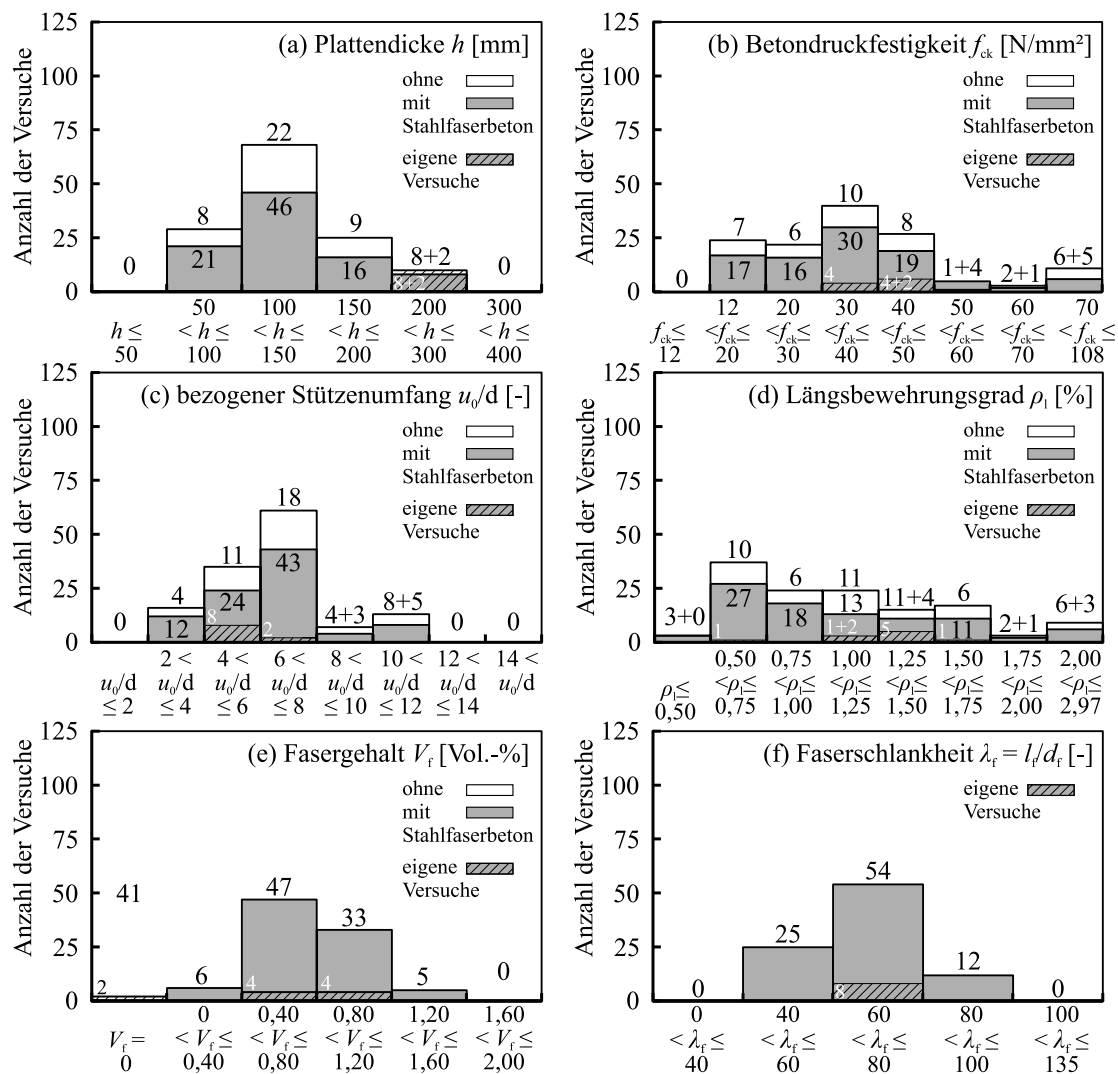 (a) Plattendicke h [mm]
Anzahl der Versuche
125
100
75
50
25
0
ohne
mit
Stahlfaserbeton
eigene
Versuche
0 8 22 9 8+2 0
21 46 16 8+2
50 100 150 200 300
h ≤ < h ≤ < h ≤ < h ≤ < h ≤ < h ≤
50 100 150 200 300 400
(b) Betondruckfestigkeit fck [N/mm²]
Anzahl der Versuche
125
100
75
50
25
0
ohne
mit
Stahlfaserbeton
eigene
Versuche
0 7 6 10 8 1+4 2+1 6+5
17 16 30 19
4 4+2
12 20 30 40 50 60 70
fck≤ <fck≤ <fck≤ <fck≤ <fck≤ <fck≤ <fck≤ <fck≤
12 20 30 40 50 60 70 108
(c) bezogener Stützenumfang u0/d [-]
Anzahl der Versuche
125
100
75
50
25
0
ohne
mit
Stahlfaserbeton
eigene
Versuche
0 4 11 18 4+3 8+5 0 0
12 24 43
8 2
2 < 4 < 6 < 8 < 10 < 12 < 14 <
u0/d u0/d u0/d u0/d u0/d u0/d u0/d u0/d
≤ 2 ≤ 4 ≤ 6 ≤ 8 ≤ 10 ≤ 12 ≤ 14
(d) Längsbewehrungsgrad ρl [%]
Anzahl der Versuche
125
100
75
50
25
0
ohne
mit
Stahlfaserbeton
eigene
Versuche
3+0 10 6 11 11+4 6 2+1 6+3
27 18 13 11
1 1+2 5 1
0,50 0,75 1,00 1,25 1,50 1,75 2,00
ρl≤ <ρl≤ <ρl≤ <ρl≤ <ρl≤ <ρl≤ <ρl≤ <ρl≤
0,50 0,75 1,00 1,25 1,50 1,75 2,00 2,97
(e) Fasergehalt Vf [Vol.-%]
Anzahl der Versuche
125
100
75
50
25
0
ohne
mit
Stahlfaserbeton
eigene
Versuche
41 6 47 33 5 0
2 4 4
0 0,40 0,80 1,20 1,60
Vf = < Vf ≤ < Vf ≤ < Vf ≤ < Vf ≤ < Vf ≤
0 0,40 0,80 1,20 1,60 2,00
(f) Faserschlankheit λf = lf/df [-]
Anzahl der Versuche
125
100
75
50
25
0
eigene
Versuche
0 25 54 12 0
8
0 40 60 80 100
< λf ≤ < λf ≤ < λf ≤ < λf ≤ < λf ≤
40 60 80 100 135